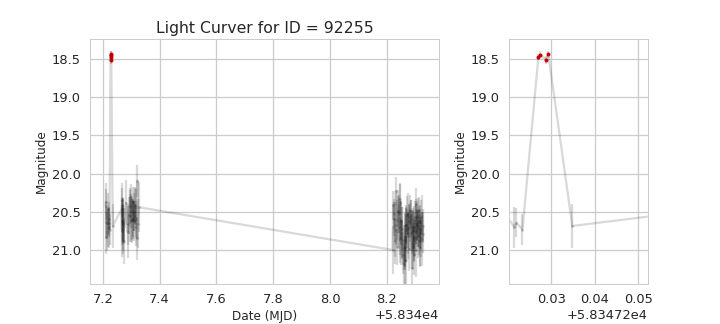 Light Curver for ID = 92255
18.5
19.0
19.5
20.0
20.5
21.0
Magnitude
7.2 7.4 7.6 7.8 8.0 8.2
Date (MJD)
+5.834e4
18.5
19.0
19.5
20.0
20.5
21.0
Magnitude
0.03 0.04 0.05
+5.83472e4